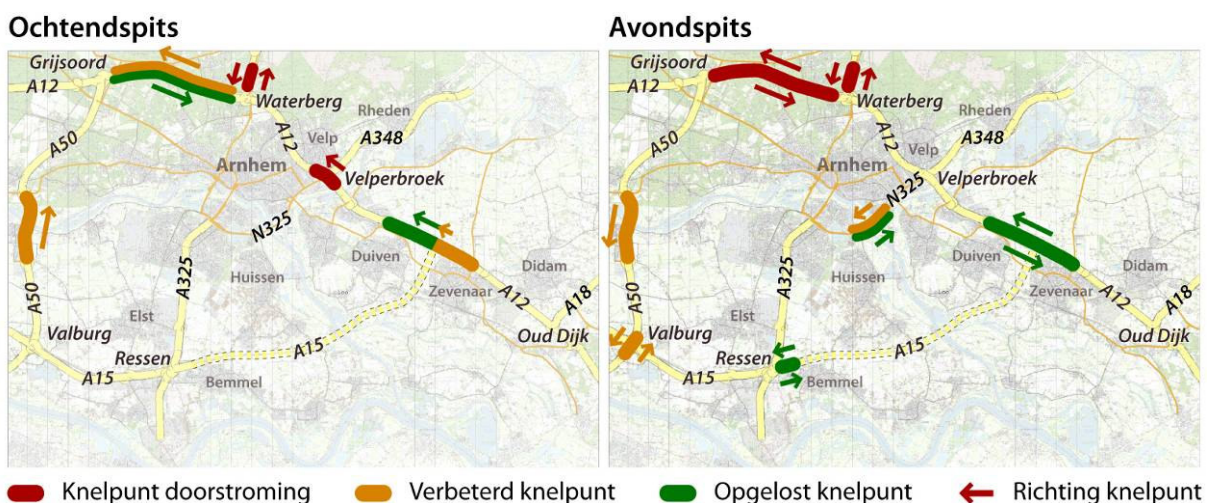 Ochtendspits
Grijsoord
A12
Waterberg
Rheden
A50
A12
Velp
A348
Arnhem
Velperbroek
N325
Duiven
A325
Huissen
Didam
Zevenaar
A12
A18
A50
Elst
Valburg
Oud Dijk
Ressen
A15
A15
Bemmel
Avondspits
Grijsoord
A12
Waterberg
Rheden
A50
A12
A348
Velp
Arnhem
Velperbroek
N325
Duiven
A325
Huissen
Didam
Zevenaar
A12
A18
A50
Elst
Valburg
Oud Dijk
Ressen
A15
A15
Bemmel
Knelpunt doorstroming
Verbeterd knelpunt
Opgelost knelpunt
Richting knelpunt